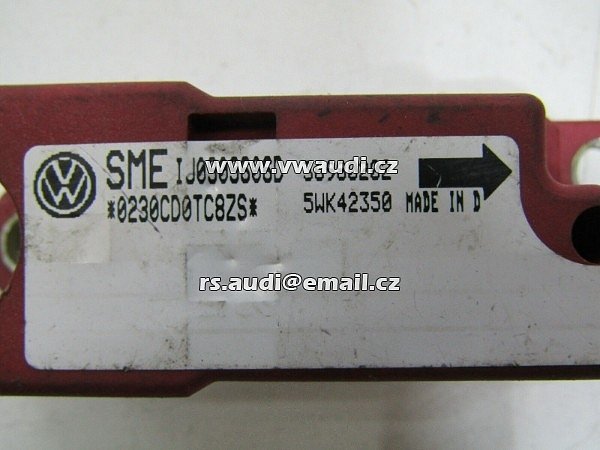 SME
www.vwaudi.cz
*0230CD0TC8ZS* 5WK42350 MADE IN D
rs.audi@email.cz